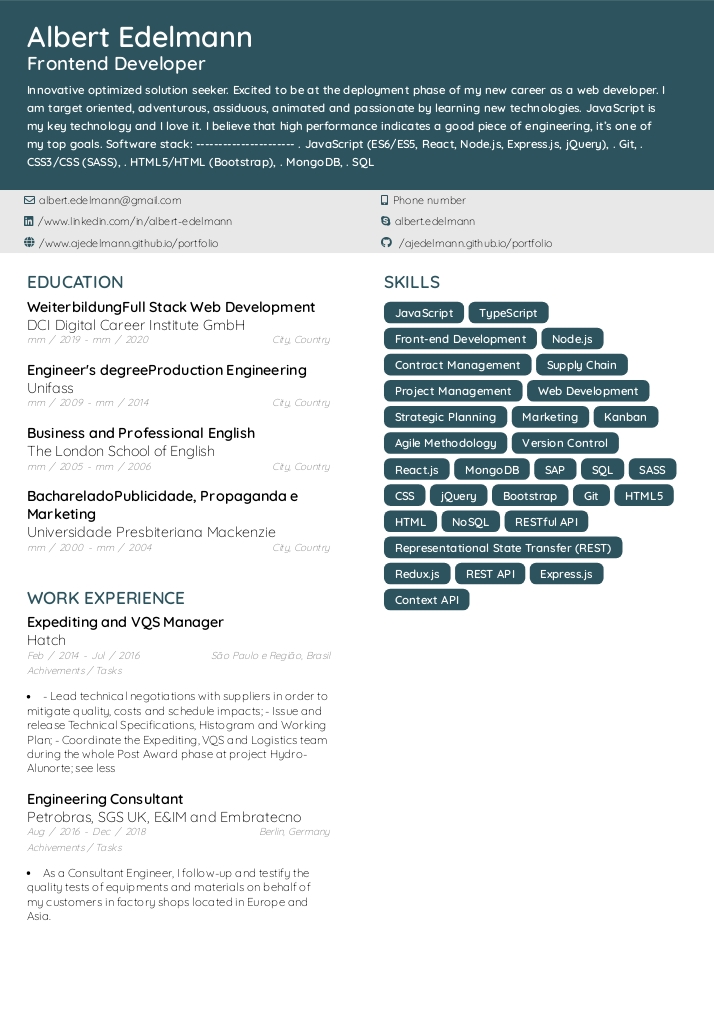 Albert Edelmann
Frontend Developer
Innovative optimized solution seeker. Excited to be at the deployment phase of my new career as a web developer. I
am target oriented, adventurous, assiduous, animated and passionate by learning new technologies. JavaScript is
my key technology and I love it. I believe that high performance indicates a good piece of engineering, it's one of
my top goals. Software stack: --------------------- . JavaScript (ES6/ES5, React, Node.js, Express.js, jQuery), . Git, .
CSS3/CSS (SASS), . HTML5/HTML (Bootstrap), . MongoDB, . SQL
albert.edelmann@gmail.com
Phone number
/www.linkedin.com/in/albert-edelmann
albert.edelmann
/www.ajedelmann.github.io/portfolio
/ajedelmann.github.io/portfolio
EDUCATION
WeiterbildungFull Stack Web Development
DCI Digital Career Institute GmbH
mm / 2019 - mm / 2020 City, Country
Engineer's degreeProduction Engineering
Unifass
mm / 2009 - mm / 2014 City, Country
Business and Professional English
The London School of English
mm / 2005 - mm / 2006 City, Country
BachareladoPublicidade, Propaganda e
Marketing
Universidade Presbiteriana Mackenzie
mm / 2000 - mm / 2004 City, Country
WORK EXPERIENCE
Expediting and VQS Manager
Hatch
Feb / 2014 - Jul / 2016 São Paulo e Região, Brasil
Achivements / Tasks
• - Lead technical negotiations with suppliers in order to
mitigate quality, costs and schedule impacts; - Issue and
release Technical Specifications, Histogram and Working
Plan; - Coordinate the Expediting, VQS and Logistics team
during the whole Post Award phase at project Hydro-
Alunorte; see less
Engineering Consultant
Petrobras, SGS UK, E&IM and Embratecno
Aug / 2016 - Dec / 2018 Berlin, Germany
Achivements / Tasks
• As a Consultant Engineer, I follow-up and testify the
quality tests of equipments and materials on behalf of
my customers in factory shops located in Europe and
Asia.
SKILLS
JavaScript TypeScript
Front-end Development Node.js
Contract Management Supply Chain
Project Management Web Development
Strategic Planning Marketing Kanban
Agile Methodology Version Control
React.js MongoDB SAP SQL SASS
CSS jQuery Bootstrap Git HTML5
HTML NoSQL RESTful API
Representational State Transfer (REST)
Redux.js REST API Express.js
Context API